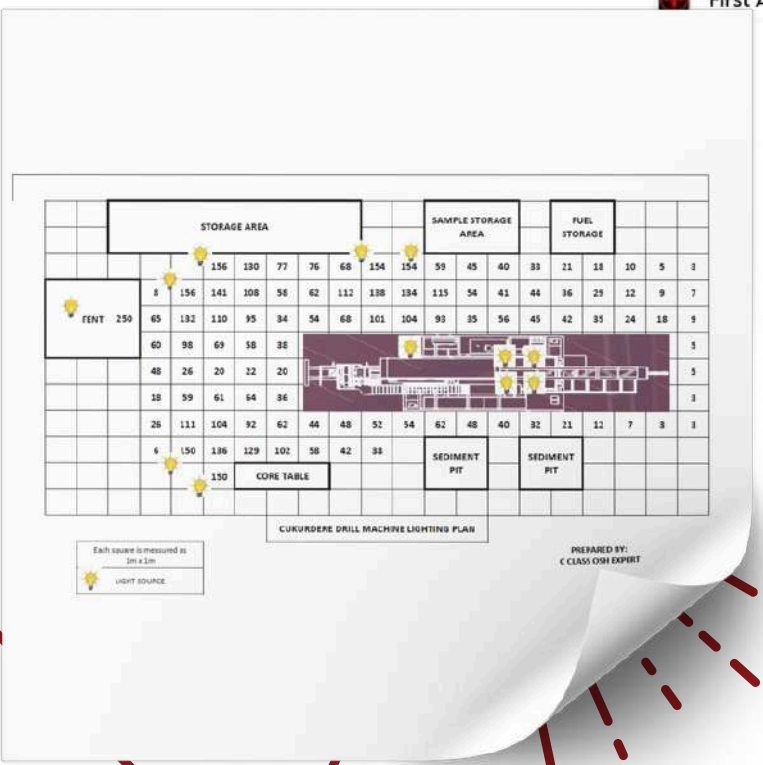 First A
STORAGE AREA
SAMPLE STORAGE
AREA
FUEL
STORAGE
156 130 77 76 68 154 154 59 45 40 33 21 18 10 5 3
8 156 141 108 58 62 112 138 134 115 54 41 44 36 29 12 9 7
TENT 250 65 132 110 95 34 54 68 101 104 93 35 56 45 42 35 24 18 9
60 98 69 58 38 5
48 26 20 22 20 5
18 59 61 64 36 3
26 111 104 92 62 44 48 52 54 62 48 40 32 21 12 7 3 3
6 150 136 129 102 58 42 38
SEDIMENT
PIT
SEDIMENT
PIT
150 CORE TABLE
CUKURDERE DRILL MACHINE LIGHTING PLAN
Each square is measured as
1m x 1m
LIGHT SOURCE
PREPARED BY:
C CLASS OSH EXPERT